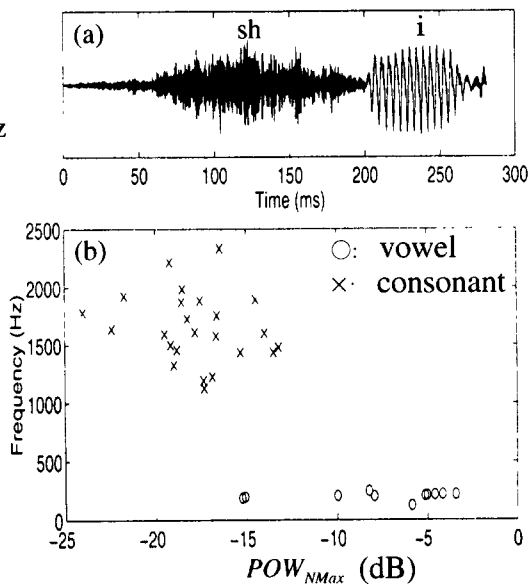 (a)
sh
i
z
0 50 100 150 200 250 300
Time (ms)
(b)
2500
2000
1500
1000
500
0
Frequency (Hz)
O: vowel
×: consonant
-25 -20 -15 -10 -5 0
POW_NMax (dB)